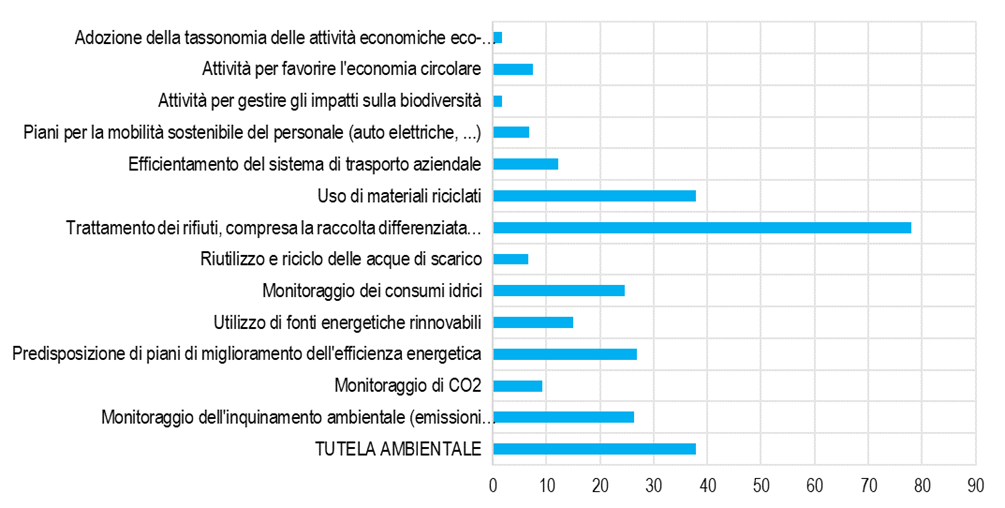 Adozione della tassonomia delle attività economiche eco-...
Attività per favorire l'economia circolare
Attività per gestire gli impatti sulla biodiversità
Piani per la mobilità sostenibile del personale (auto elettriche, ...)
Efficientamento del sistema di trasporto aziendale
Uso di materiali riciclati
Trattamento dei rifiuti, compresa la raccolta differenziata...
Riutilizzo e riciclo delle acque di scarico
Monitoraggio dei consumi idrici
Utilizzo di fonti energetiche rinnovabili
Predisposizione di piani di miglioramento dell'efficienza energetica
Monitoraggio di CO2
Monitoraggio dell'inquinamento ambientale (emissioni...
TUTELA AMBIENTALE
0 10 20 30 40 50 60 70 80 90